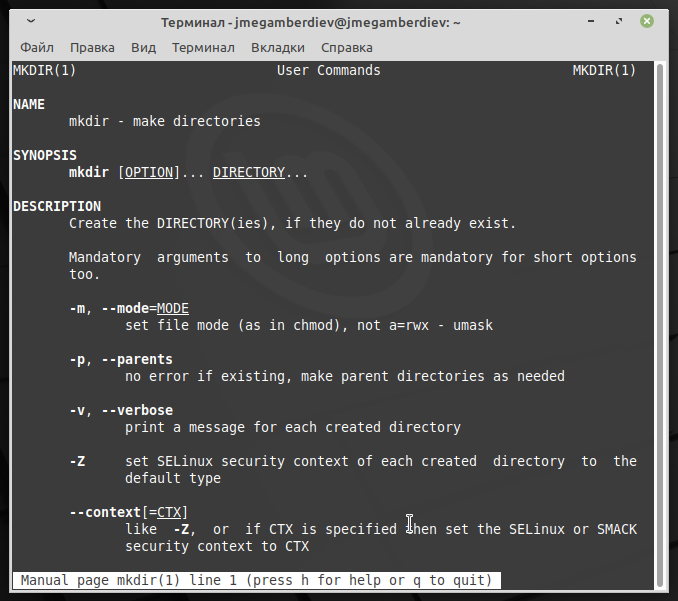 Терминал - jmegamberdiev@jmegamberdiev: ~
Файл Правка Вид Терминал Вкладки Справка
MKDIR(1) User Commands MKDIR(1)
NAME
mkdir - make directories
SYNOPSIS
mkdir [OPTION]... DIRECTORY...
DESCRIPTION
Create the DIRECTORY(ies), if they do not already exist.
Mandatory arguments to long options are mandatory for short options
too.
-m, --mode=MODE
set file mode (as in chmod), not a=rwx - umask
-p, --parents
no error if existing, make parent directories as needed
-v, --verbose
print a message for each created directory
-Z set SELinux security context of each created directory to the
default type
--context[=CTX]
like -Z, or if CTX is specified then set the SELinux or SMACK
security context to CTX
Manual page mkdir(1) line 1 (press h for help or q to quit)